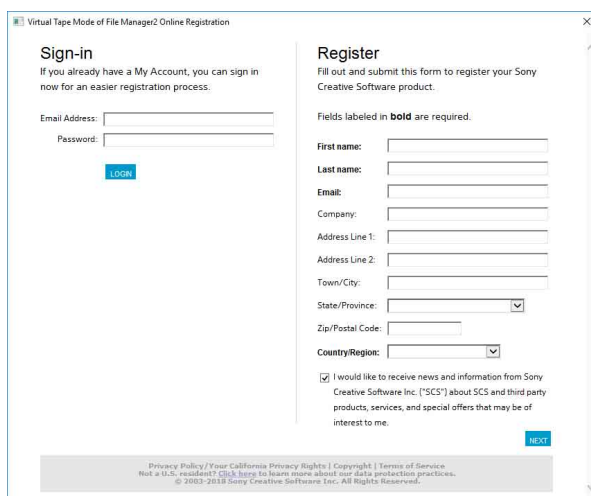 Virtual Tape Mode of File Manager2 Online Registration
Sign-in
If you already have a My Account, you can sign in
now for an easier registration process.
Email Address:
Password:
LOGIN
Register
Fill out and submit this form to register your Sony
Creative Software product.
Fields labeled in bold are required.
First name:
Last name:
Email:
Company:
Address Line 1:
Address Line 2:
Town/City:
State/Province:
Zip/Postal Code:
Country/Region:
I would like to receive news and information from Sony
Creative Software Inc. ["SCS"] about SCS and third party
products, services, and special offers that may be of
interest to me.
NEXT
Privacy Policy/Your California Privacy Rights | Copyright | Terms of Service
Not a U.S. resident? Click here to learn more about our data protection practices.
© 2003-2018 Sony Creative Software Inc. All Rights Reserved.